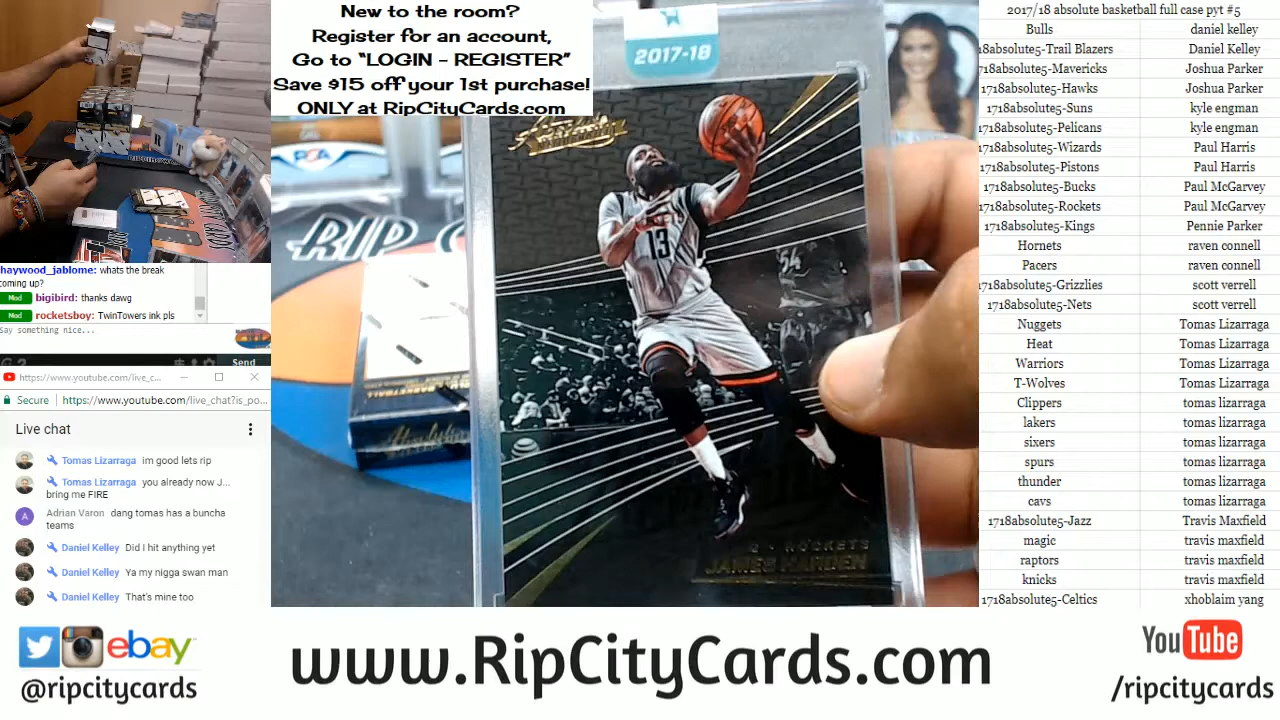 New to the room?
Register for an account,
Go to “LOGIN - REGISTER”
Save $15 off your 1st purchase!
ONLY at RipCityCards.com
2017-18
Absolute
13
54
PSA
RIP C
G • ROCKETS
JAMES HARDEN
haywood_jablome: whats the break
coming up?
Mod bigibird: thanks dawg
Mod rocketsboy: TwinTowers ink pls
Say something nice...
Send
https://www.youtube.com/live_c...
Secure https://www.youtube.com/live_chat?is_po...
Live chat
Tomas Lizarraga im good lets rip
Tomas Lizarraga you already now J...
bring me FIRE
Adrian Varon dang tomas has a buncha
teams
Daniel Kelley Did I hit anything yet
Daniel Kelley Ya my nigga swan man
Daniel Kelley That's mine too
2017/18 absolute basketball full case pyt #5
Bulls daniel kelley
18absolute5-Trail Blazers Daniel Kelley
1718absolute5-Mavericks Joshua Parker
1718absolute5-Hawks Joshua Parker
1718absolute5-Suns kyle engman
1718absolute5-Pelicans kyle engman
1718absolute5-Wizards Paul Harris
1718absolute5-Pistons Paul Harris
1718absolute5-Bucks Paul McGarvey
1718absolute5-Rockets Paul McGarvey
1718absolute5-Kings Pennie Parker
Hornets raven connell
Pacers raven connell
1718absolute5-Grizzlies scott verrell
1718absolute5-Nets scott verrell
Nuggets Tomas Lizarraga
Heat Tomas Lizarraga
Warriors Tomas Lizarraga
T-Wolves Tomas Lizarraga
Clippers tomas lizarraga
lakers tomas lizarraga
sixers tomas lizarraga
spurs tomas lizarraga
thunder tomas lizarraga
cavs tomas lizarraga
1718absolute5-Jazz Travis Maxfield
magic travis maxfield
raptors travis maxfield
knicks travis maxfield
1718absolute5-Celtics xhoblaim yang
ebay
@ripcitycards
www.RipCityCards.com
YouTube
/ripcitycards